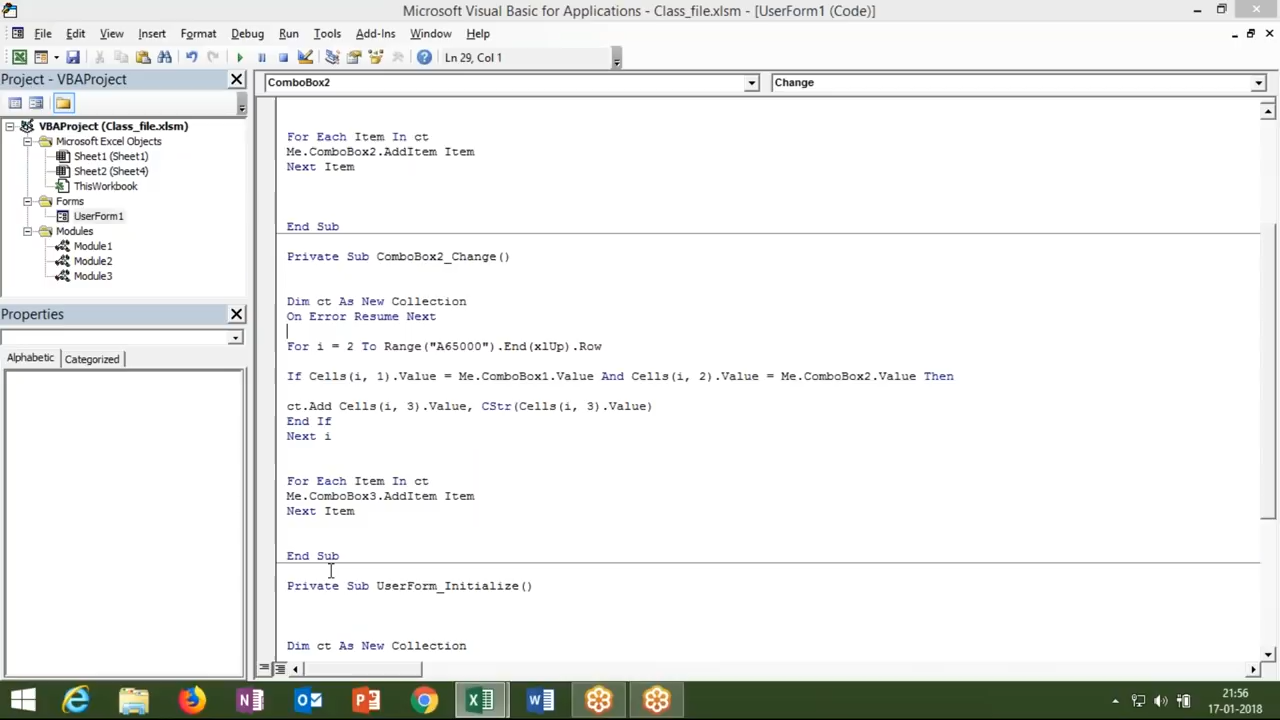 Microsoft Visual Basic for Applications - Class_file.xlsm - [UserForm1 (Code)]
File Edit View Insert Format Debug Run Tools Add-Ins Window Help
Ln 29, Col 1
Project - VBAProject
VBAProject (Class_file.xlsm)
Microsoft Excel Objects
Sheet1 (Sheet1)
Sheet2 (Sheet4)
ThisWorkbook
Forms
UserForm1
Modules
Module1
Module2
Module3
Properties
Alphabetic Categorized
ComboBox2 Change
For Each Item In ct
Me.ComboBox2.AddItem Item
Next Item
End Sub
Private Sub ComboBox2_Change()
Dim ct As New Collection
On Error Resume Next
For i = 2 To Range("A65000").End(xlUp).Row
If Cells(i, 1).Value = Me.ComboBox1.Value And Cells(i, 2).Value = Me.ComboBox2.Value Then
ct.Add Cells(i, 3).Value, CStr(Cells(i, 3).Value)
End If
Next i
For Each Item In ct
Me.ComboBox3.AddItem Item
Next Item
End Sub
Private Sub UserForm_Initialize()
Dim ct As New Collection
21:56
17-01-2018